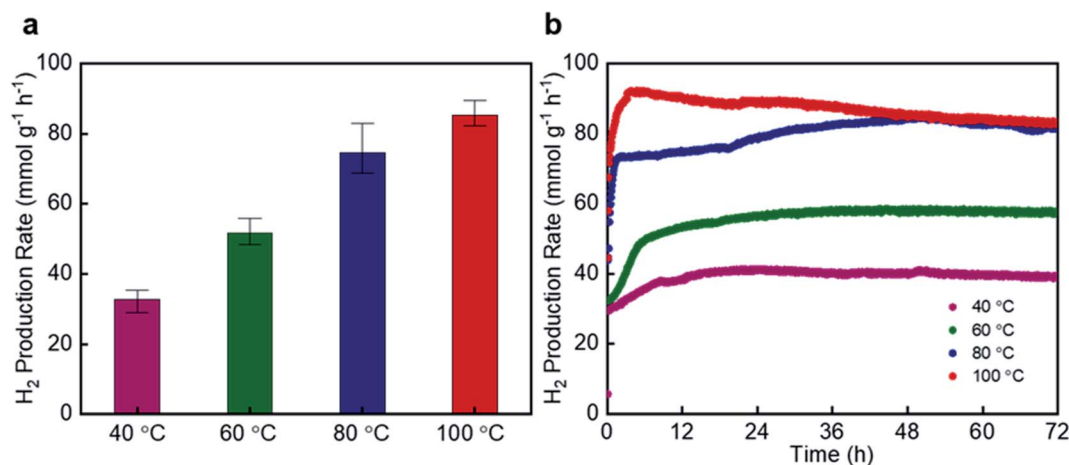 a
H₂ Production Rate (mmol g⁻¹ h⁻¹)
100
80
60
40
20
0
40 °C 60 °C 80 °C 100 °C
b
H₂ Production Rate (mmol g⁻¹ h⁻¹)
100
80
60
40
20
0
40 °C
60 °C
80 °C
100 °C
0 12 24 36 48 60 72
Time (h)